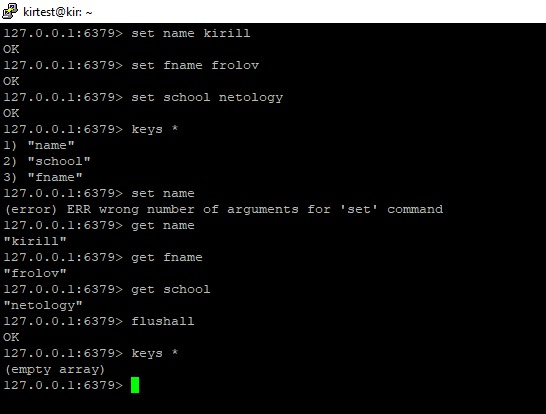 kirtest@kir: ~
127.0.0.1:6379> set name kirill
OK
127.0.0.1:6379> set fname frolov
OK
127.0.0.1:6379> set school netology
OK
127.0.0.1:6379> keys *
1) "name"
2) "school"
3) "fname"
127.0.0.1:6379> set name
(error) ERR wrong number of arguments for 'set' command
127.0.0.1:6379> get name
"kirill"
127.0.0.1:6379> get fname
"frolov"
127.0.0.1:6379> get school
"netology"
127.0.0.1:6379> flushall
OK
127.0.0.1:6379> keys *
(empty array)
127.0.0.1:6379>